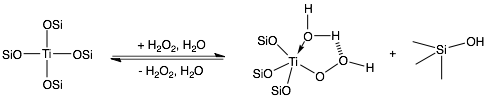 OSi
SiO Ti OSi
OSi
+ H2O2, H2O
- H2O2, H2O
H
O H
SiO
SiO Ti O H
SiO O
+
Si OH